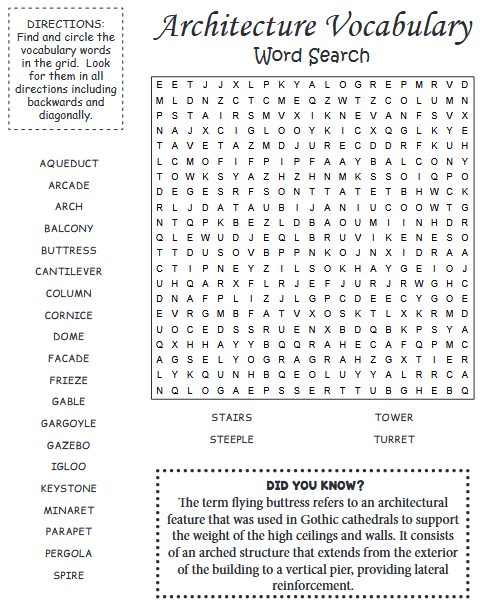 DIRECTIONS:
Find and circle the
vocabulary words
in the grid. Look
for them in all
directions including
backwards and
diagonally.
Architecture Vocabulary
Word Search
AQUEDUCT
ARCADE
ARCH
BALCONY
BUTTRESS
CANTILEVER
COLUMN
CORNICE
DOME
FACADE
FRIEZE
GABLE
GARGOYLE
GAZEBO
IGLOO
KEYSTONE
MINARET
PARAPET
PERGOLA
SPIRE
E E T J J X L P K Y A L O G R E P M R V D
M L D N Z C T C M E Q Z W T Z C O L U M N
P S T A I R S M V X I K N E V A N F S V X
N A J X C I G L O O Y K I C X Q G L K Y E
T A V E T A Z M D J U R E C D D R F K U H
L C M O F I F P I P F A A Y B A L C O N Y
T O W K S Y A Z H Z H N M K S S O I Q P O
D E G E S R F S O N T T A T E T B H W C K
R L J D A T A U B I J A N I U C O O W T G
N T Q P K B E Z L D B A O U M I I N H D R
Q L E W U D J E Q L B R U V I K E N E S O
T T D U S O V B P P N K O J N X I D R A A
C T I P N E Y Z I L S O K H A Y G E I O J
U H Q A R X F L R J E F J U R J R W G H C
D N A F P L I Z J L G P C D E E C Y G O E
E V R G M B F A T V X O S K T L X K R M D
U O C E D S S R U E N X B D Q B K P S Y A
Q X H H A Y Y B Q Q R A H E C A F Q P M C
A G S E L Y O G R A G R A H Z G X T I E R
L Y K Q U N H B Q E O L U Y Y A L R R C A
N Q L O G A E P S S E R T T U B G H E B Q
STAIRS TOWER
STEEPLE TURRET
DID YOU KNOW?
The term flying buttress refers to an architectural
feature that was used in Gothic cathedrals to support
the weight of the high ceilings and walls. It consists
of an arched structure that extends from the exterior
of the building to a vertical pier, providing lateral
reinforcement.